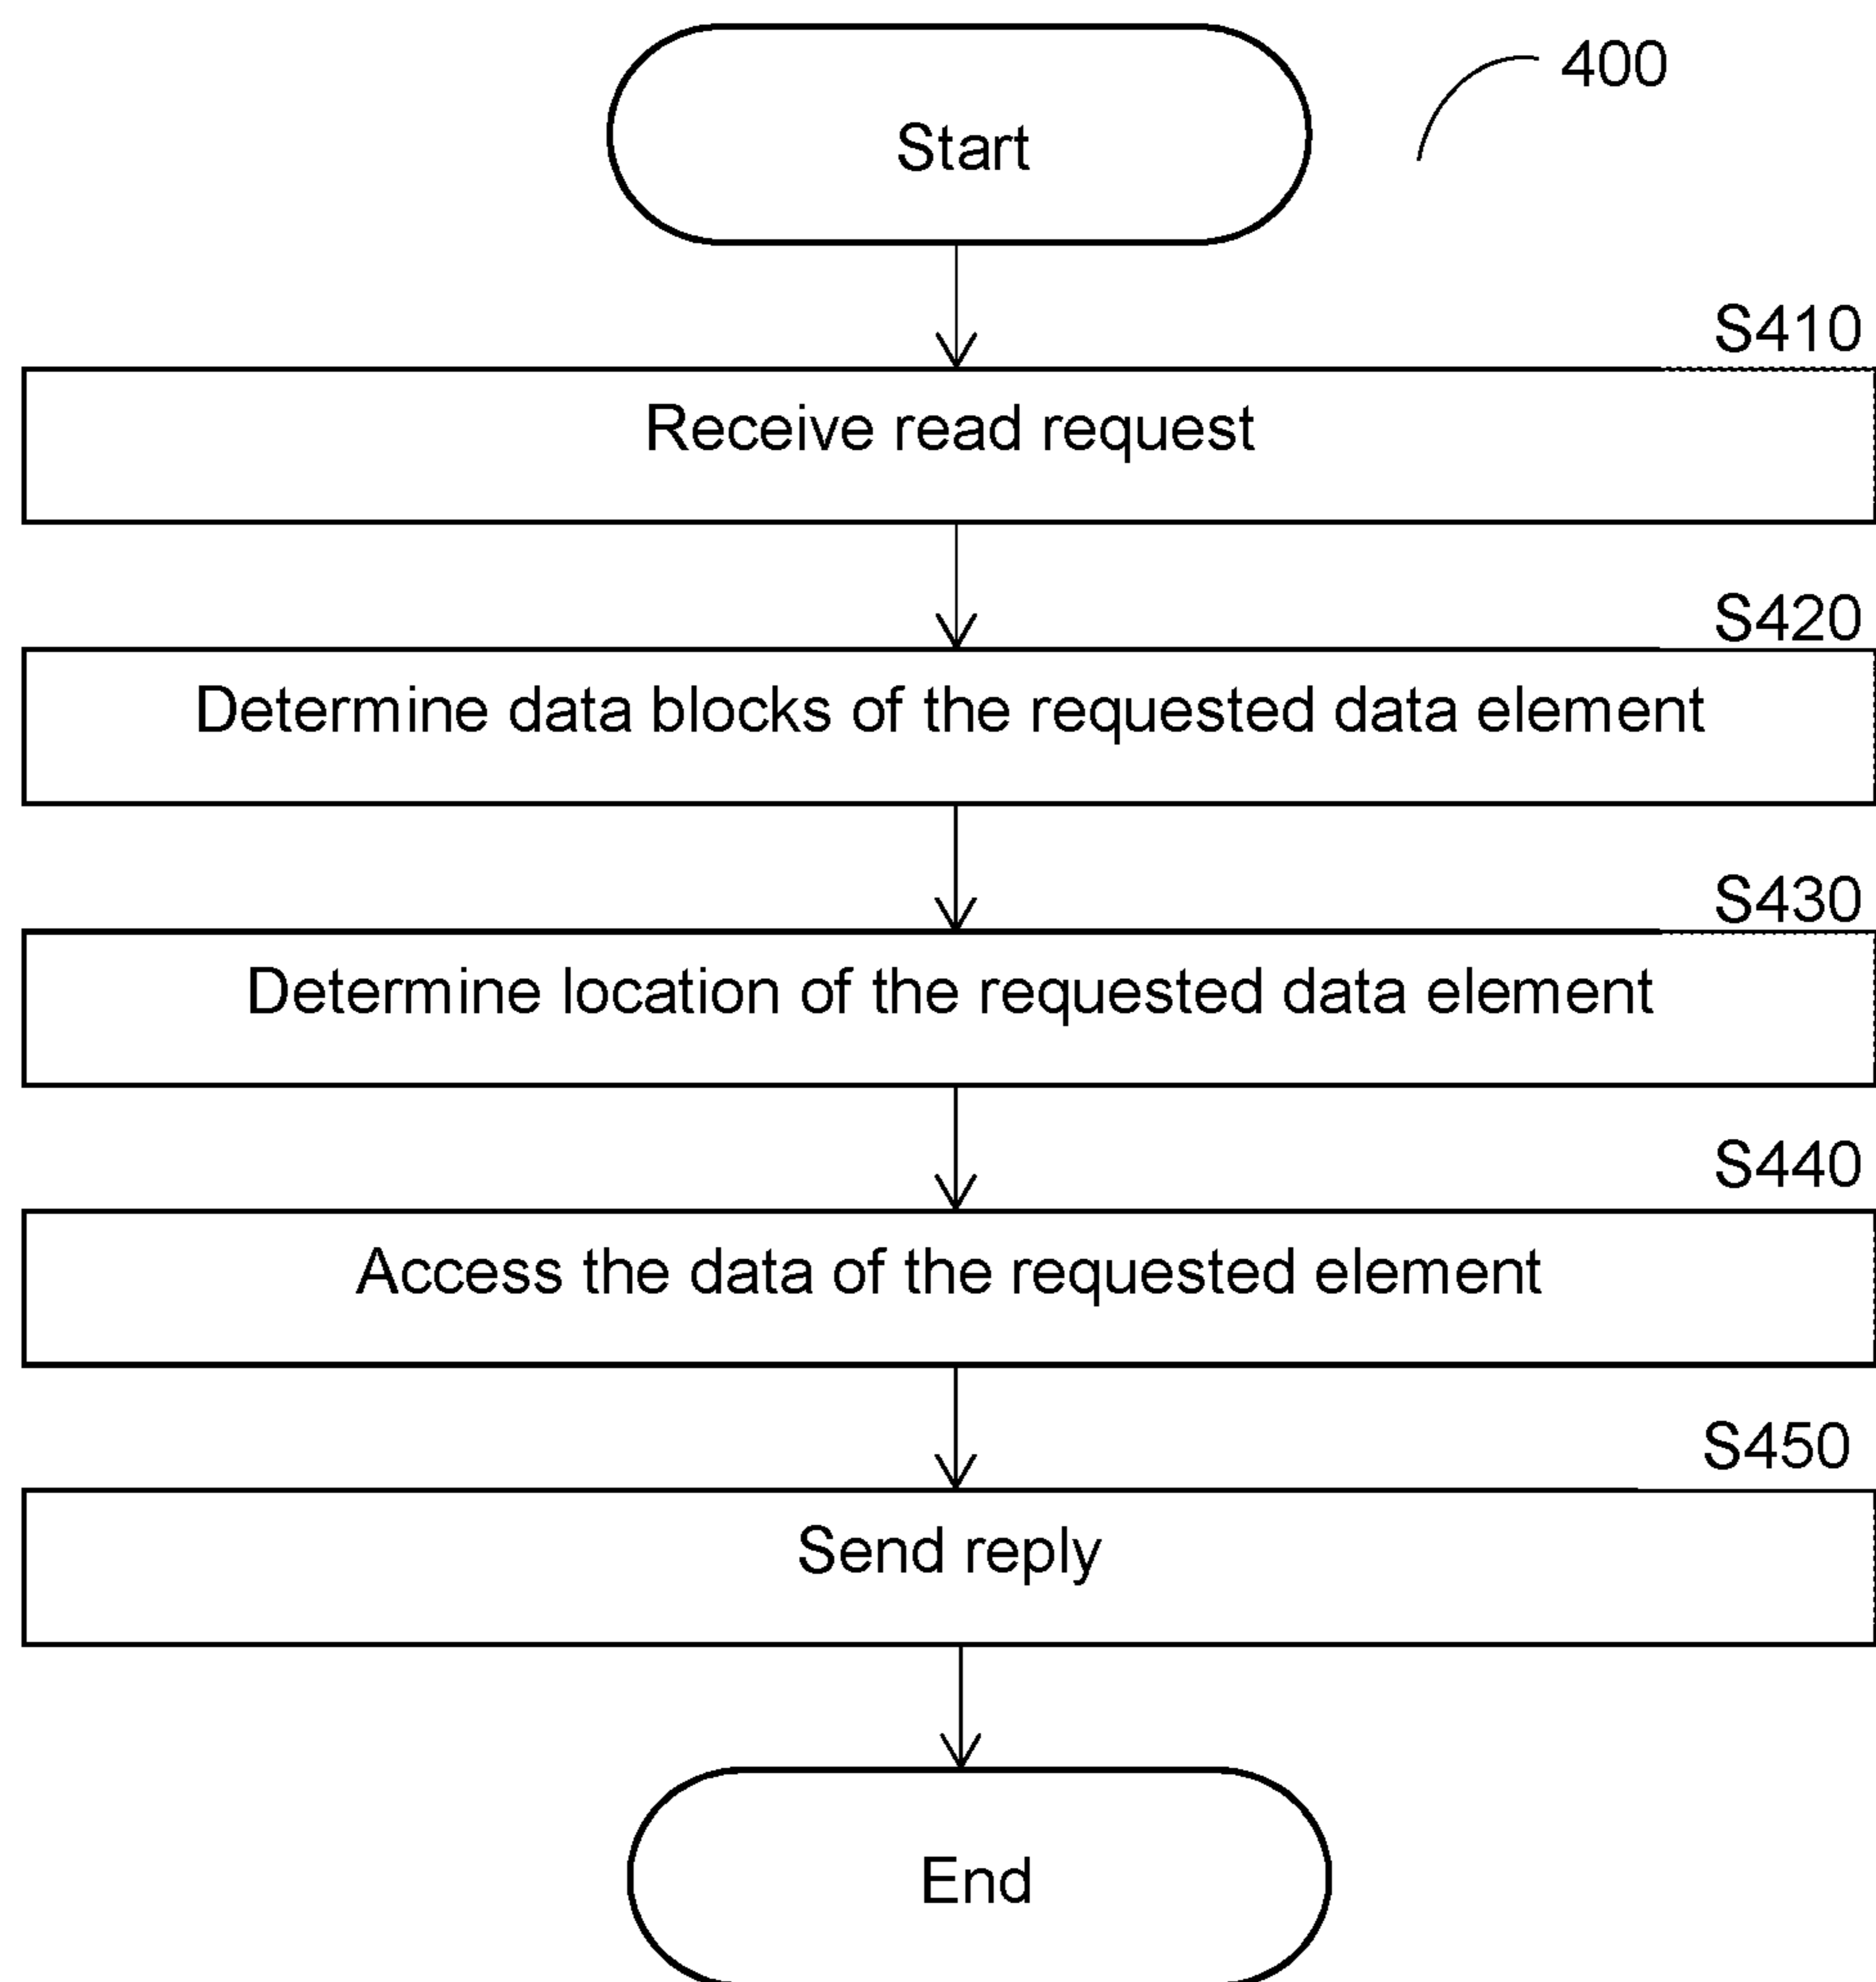 Start
400
S410
Receive read request
S420
Determine data blocks of the requested data element
S430
Determine location of the requested data element
S440
Access the data of the requested element
S450
Send reply
End